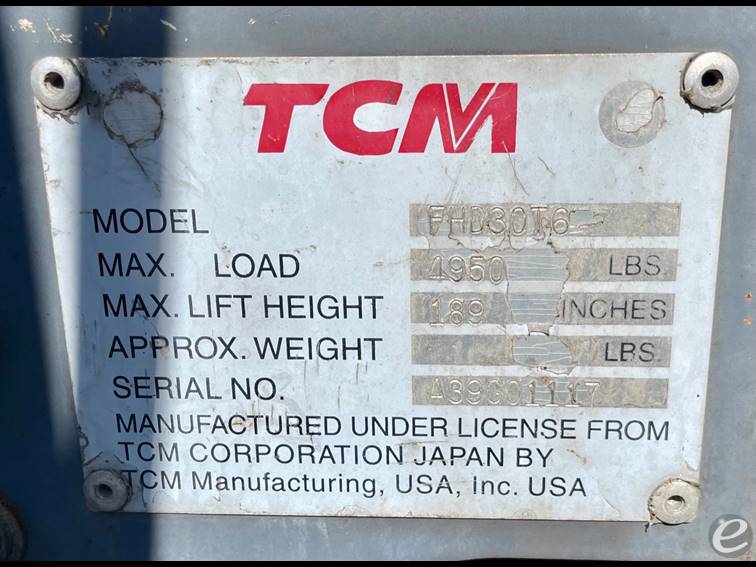 TCM
MODEL FHD30T6
MAX. LOAD 4950 LBS.
MAX. LIFT HEIGHT 189 INCHES
APPROX. WEIGHT LBS.
SERIAL NO. A39G01117
MANUFACTURED UNDER LICENSE FROM
TCM CORPORATION JAPAN BY
TCM Manufacturing, USA, Inc. USA
e